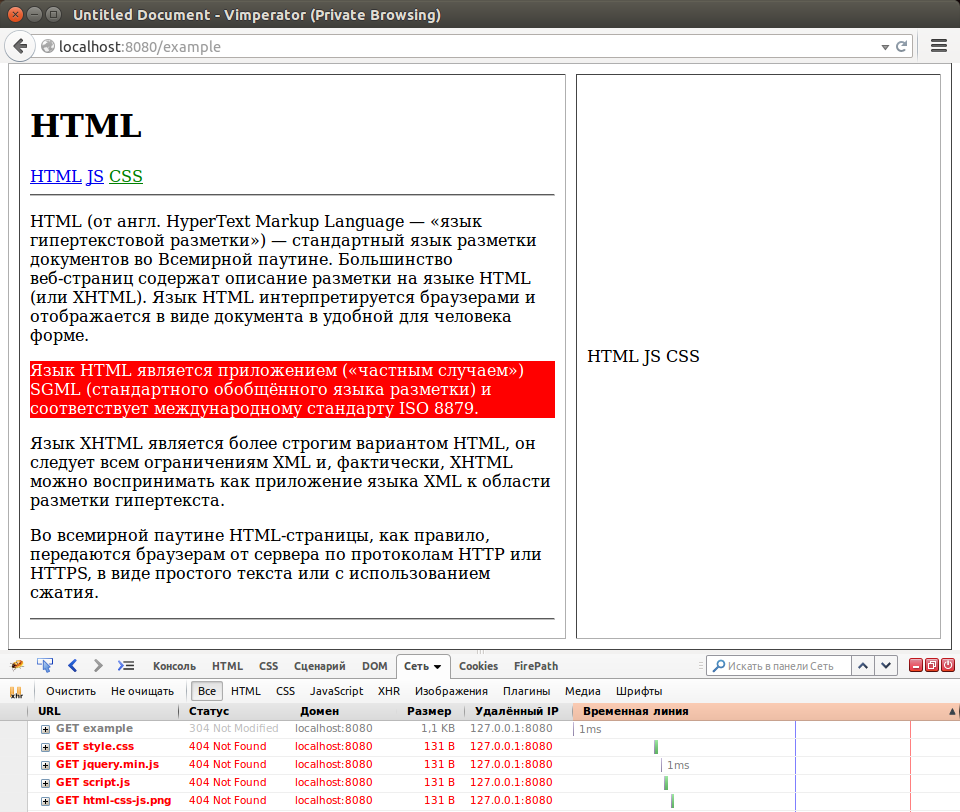 Untitled Document - Vimperator (Private Browsing)
localhost:8080/example
HTML
HTML JS CSS
HTML (от англ. HyperText Markup Language — «язык
гипертекстовой разметки») — стандартный язык разметки
документов во Всемирной паутине. Большинство
веб-страниц содержат описание разметки на языке HTML
(или XHTML). Язык HTML интерпретируется браузерами и
отображается в виде документа в удобной для человека
форме.
Язык HTML является приложением («частным случаем»)
SGML (стандартного обобщённого языка разметки) и
соответствует международному стандарту ISO 8879.
Язык XHTML является более строгим вариантом HTML, он
следует всем ограничениям XML и, фактически, XHTML
можно воспринимать как приложение языка XML к области
разметки гипертекста.
Во всемирной паутине HTML-страницы, как правило,
передаются браузерам от сервера по протоколам HTTP или
HTTPS, в виде простого текста или с использованием
сжатия.
HTML JS CSS
Консоль HTML CSS Сценарий DOM Сеть Cookies FirePath Искать в панели Сеть
xhr Очистить Не очищать Все HTML CSS JavaScript XHR Изображения Плагины Медиа Шрифты
URL Статус Домен Размер Удалённый IP Временная линия
GET example 304 Not Modified localhost:8080 1,1 KB 127.0.0.1:8080 1ms
GET style.css 404 Not Found localhost:8080 131 B 127.0.0.1:8080
GET jquery.min.js 404 Not Found localhost:8080 131 B 127.0.0.1:8080 1ms
GET script.js 404 Not Found localhost:8080 131 B 127.0.0.1:8080
GET html-css-js.png 404 Not Found localhost:8080 131 B 127.0.0.1:8080